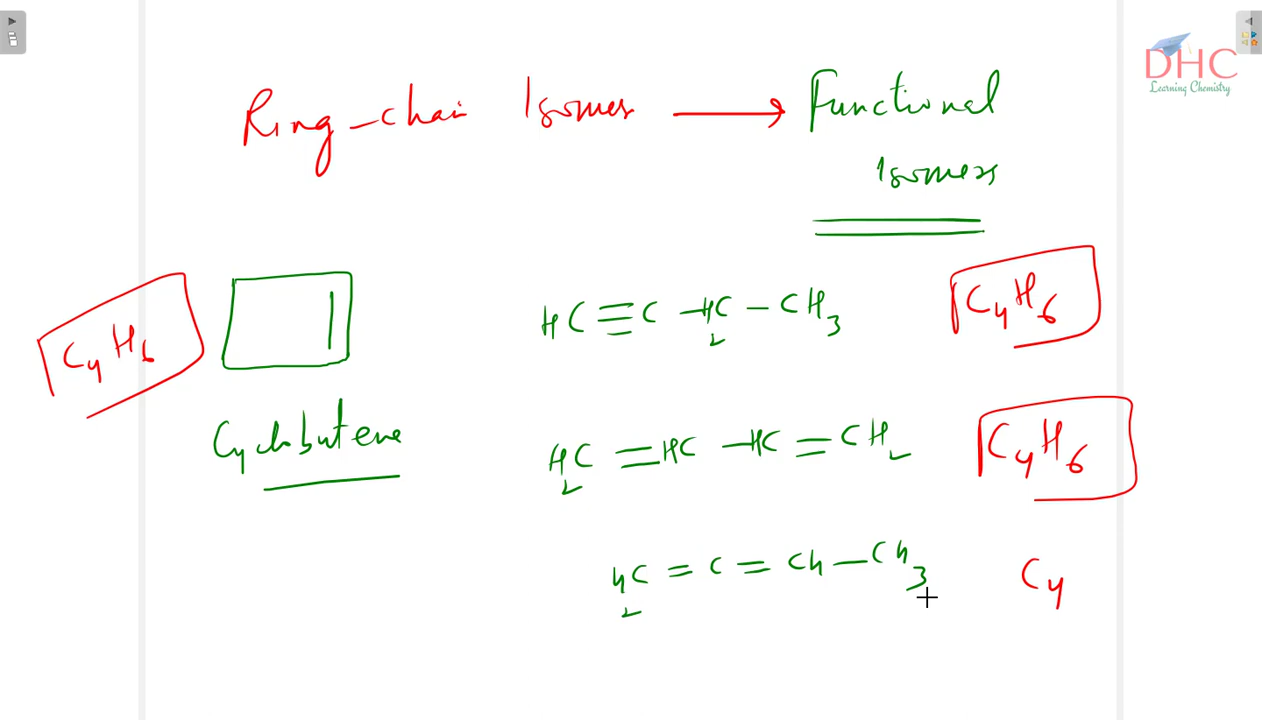 DHC
Learning Chemistry
Ring-chain Isomers → Functional
Isomers
C₄H₆
HC≡C-H₂C-CH₃ C₄H₆
Cyclobutene
H₂C=HC-HC=CH₂ C₄H₆
H₂C=C=CH-CH₃ C₄